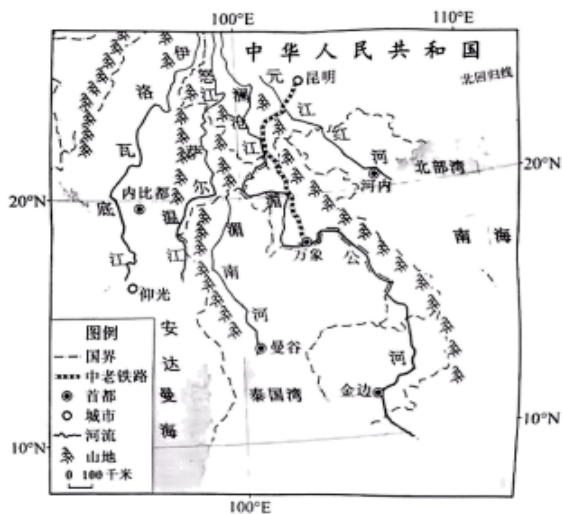 100°E
110°E
中华人民共和国
北回归线
伊
洛
瓦
底
江
怒
江
萨
尔
温
江
澜
沧
江
元
江
红
河
昆明
河内
北部湾
20°N
20°N
内比都
湄
南
河
湄
公
河
万象
南海
仰光
曼谷
金边
安
达
曼
海
泰国湾
10°N
10°N
图例
国界
中老铁路
首都
城市
河流
山地
0 100千米
100°E